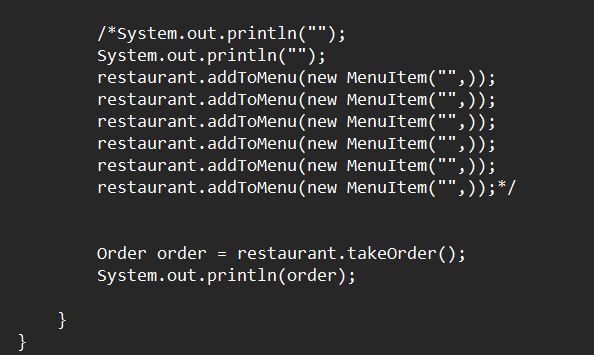 /*System.out.println("");
System.out.println("");
restaurant.addToMenu(new MenuItem("",));
restaurant.addToMenu(new MenuItem("",));
restaurant.addToMenu(new MenuItem("",));
restaurant.addToMenu(new MenuItem("",));
restaurant.addToMenu(new MenuItem("",));
restaurant.addToMenu(new MenuItem("",));*/
Order order = restaurant.takeOrder();
System.out.println(order);
}
}